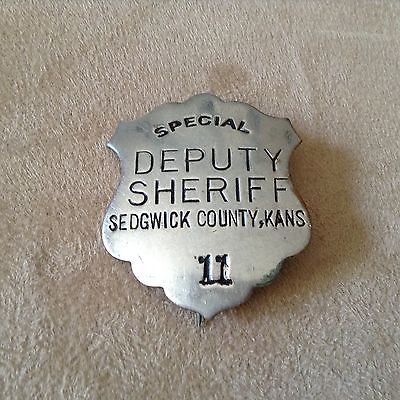 SPECIAL
DEPUTY
SHERIFF
SEDGWICK COUNTY,KANS
11